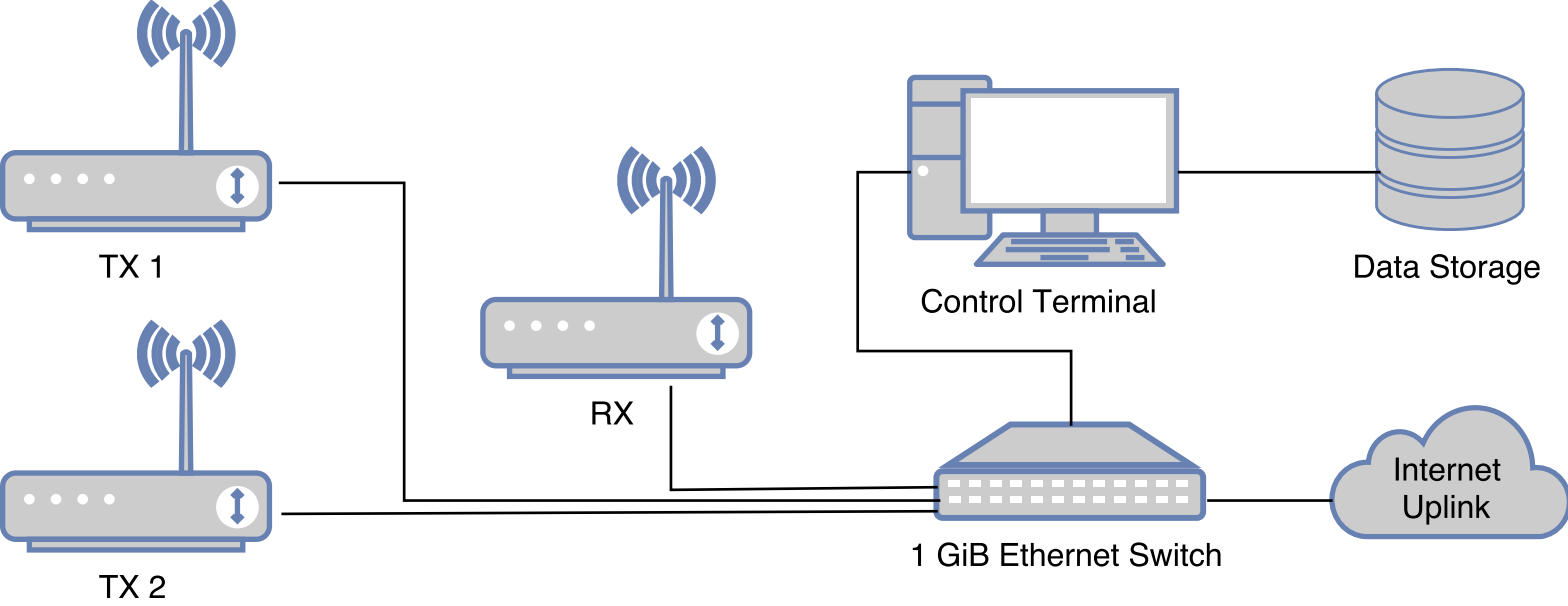 TX 1
TX 2
RX
Control Terminal
Data Storage
1 GiB Ethernet Switch
Internet
Uplink